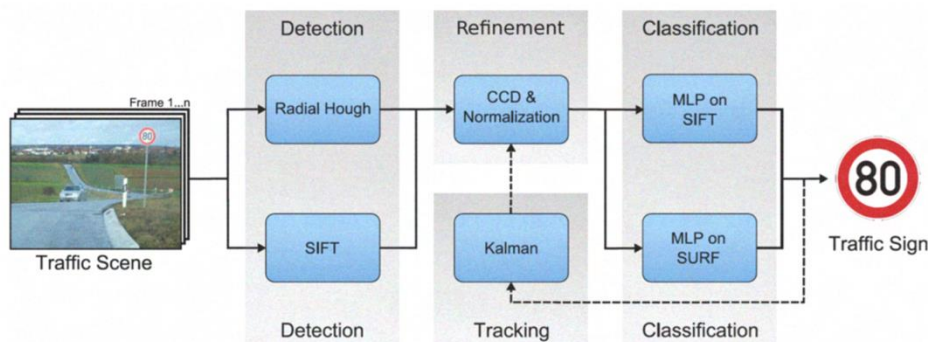 Detection
Refinement
Classification
Frame 1...n
80
Radial Hough
CCD &
Normalization
MLP on
SIFT
80
SIFT
Kalman
MLP on
SURF
Traffic Scene
Traffic Sign
Detection
Tracking
Classification